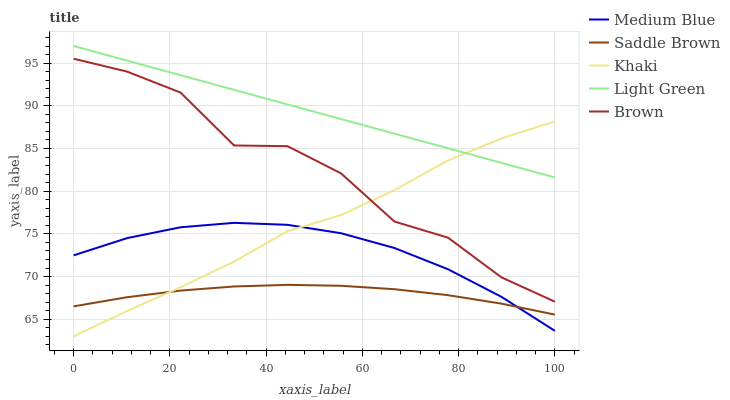 title
Medium Blue
Saddle Brown
Khaki
Light Green
Brown
yaxis_label
95
90
85
80
75
70
65
0
20
40
60
80
100
xaxis_label